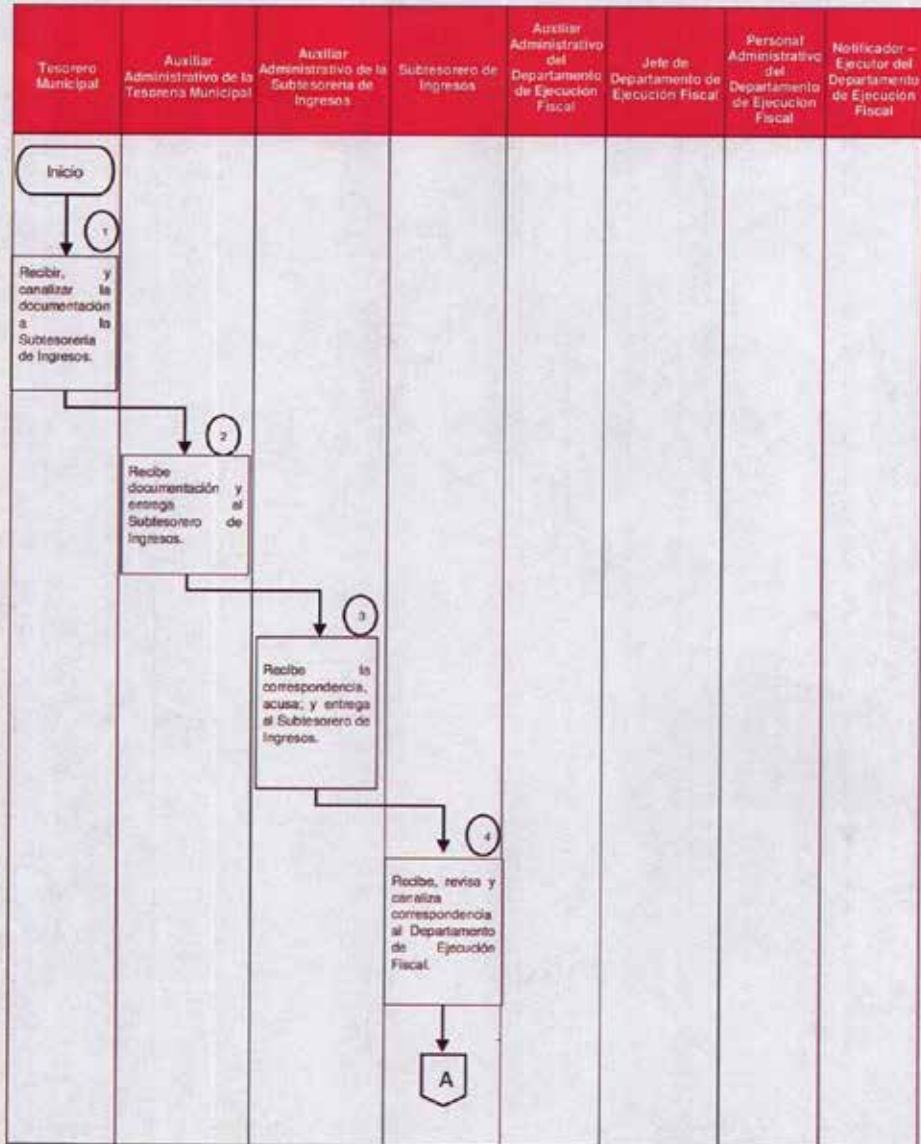 Tesorero
Municipal
Auxiliar
Administrativo de la
Tesorería Municipal
Auxiliar
Administrativo de la
Subtesorería de
Ingresos
Subtesorero de
Ingresos
Auxiliar
Administrativo
del
Departamento
de Ejecución
Fiscal
Jefe de
Departamento de
Ejecución Fiscal
Personal
Administrativo
del
Departamento
de Ejecución
Fiscal
Notificador –
Ejecutor del
Departamento
de Ejecución
Fiscal
Inicio
1
Recibir, y
canalizar la
documentación
a la
Subtesorería
de Ingresos.
2
Recibe
documentación y
entrega al
Subtesorero de
Ingresos.
3
Recibe la
correspondencia,
acusa; y entrega
al Subtesorero de
Ingresos.
4
Recibe, revisa y
canaliza
correspondencia
al Departamento
de Ejecución
Fiscal.
A